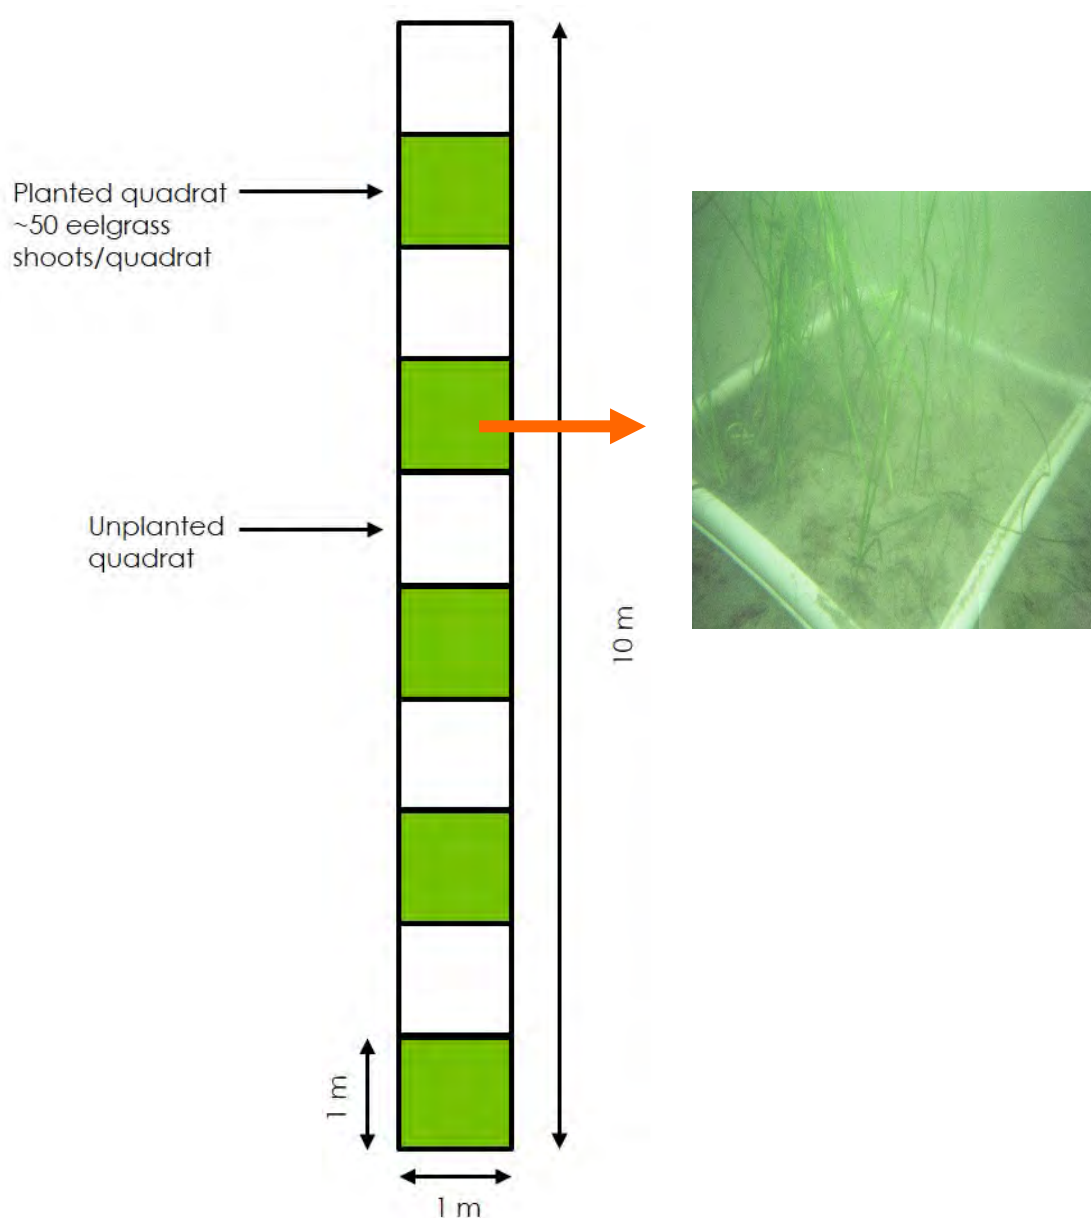 Planted quadrat
~50 eelgrass
shoots/quadrat
Unplanted
quadrat
10 m
1 m
1 m